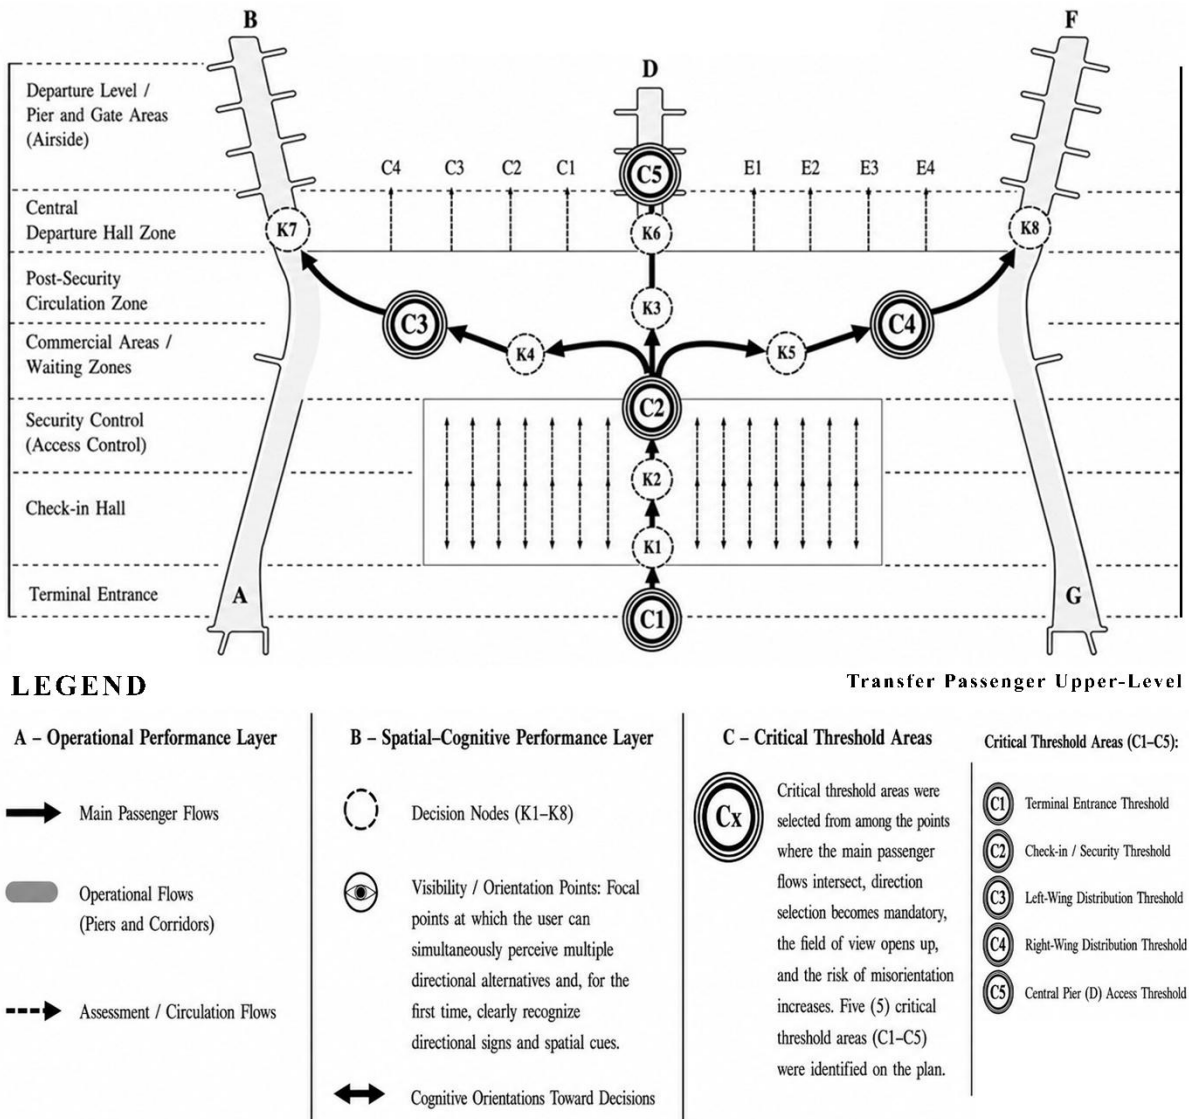 B
F
D
Departure Level /
Pier and Gate Areas
(Airside)
C4
C3
C2
C1
C5
E1
E2
E3
E4
Central
Departure Hall Zone
K7
K6
K8
Post-Security
Circulation Zone
C3
K3
C4
Commercial Areas /
Waiting Zones
K4
K5
Security Control
(Access Control)
C2
K2
Check-in Hall
K1
Terminal Entrance
A
C1
G
LEGEND
Transfer Passenger Upper-Level
A – Operational Performance Layer
Main Passenger Flows
Operational Flows
(Piers and Corridors)
Assessment / Circulation Flows
B – Spatial–Cognitive Performance Layer
Decision Nodes (K1–K8)
Visibility / Orientation Points: Focal
points at which the user can
simultaneously perceive multiple
directional alternatives and, for the
first time, clearly recognize
directional signs and spatial cues.
Cognitive Orientations Toward Decisions
C – Critical Threshold Areas
Cx
Critical threshold areas were
selected from among the points
where the main passenger
flows intersect, direction
selection becomes mandatory,
the field of view opens up,
and the risk of misorientation
increases. Five (5) critical
threshold areas (C1–C5)
were identified on the plan.
Critical Threshold Areas (C1–C5):
C1 Terminal Entrance Threshold
C2 Check-in / Security Threshold
C3 Left-Wing Distribution Threshold
C4 Right-Wing Distribution Threshold
C5 Central Pier (D) Access Threshold